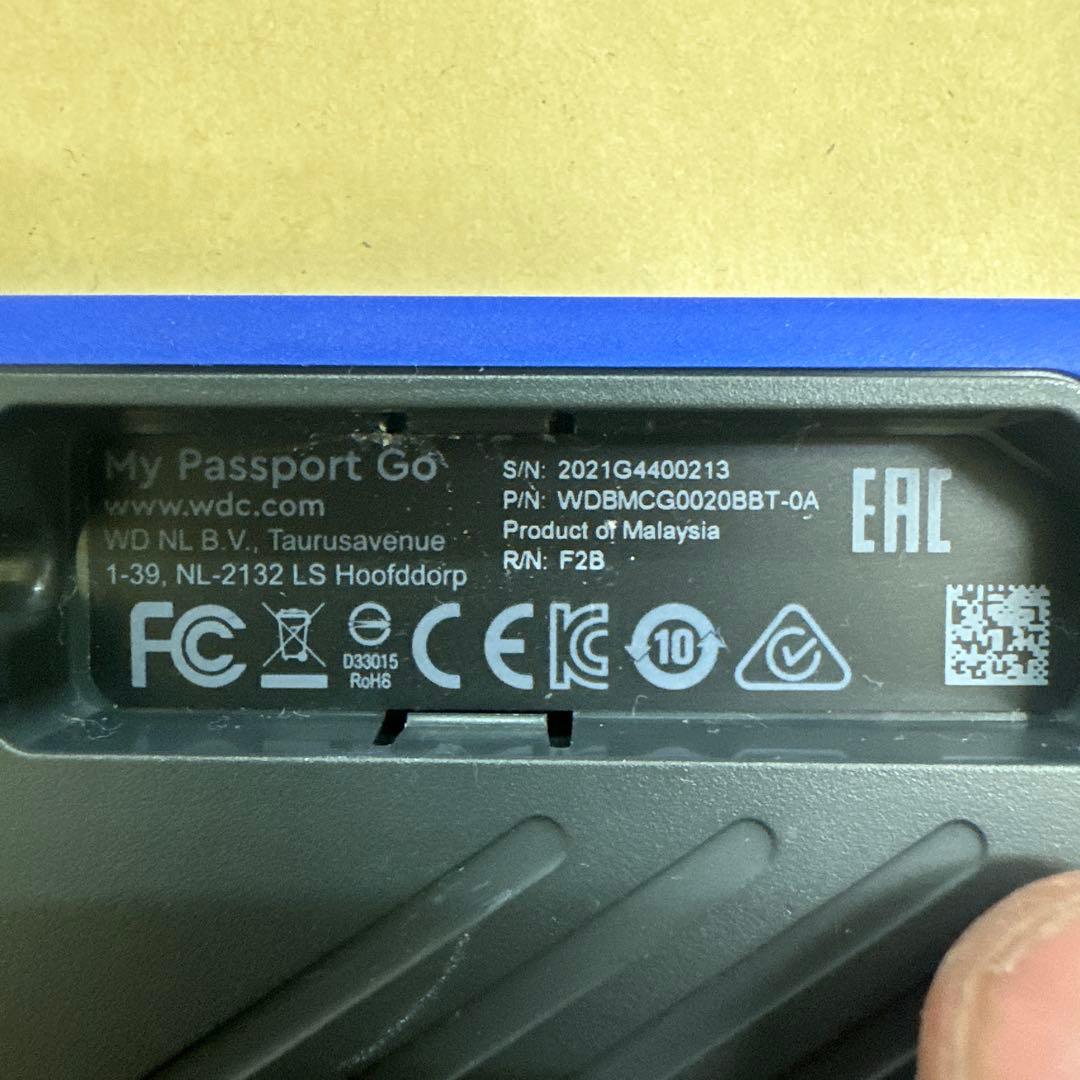 My Passport Go
www.wdc.com
WD NL B.V., Taurusavenue
1-39, NL-2132 LS Hoofddorp
S/N: 2021G4400213
P/N: WDBMCG0020BBT-0A
Product of Malaysia
R/N: F2B
EAC
FC
D33015
RoHS
CE
KC
10